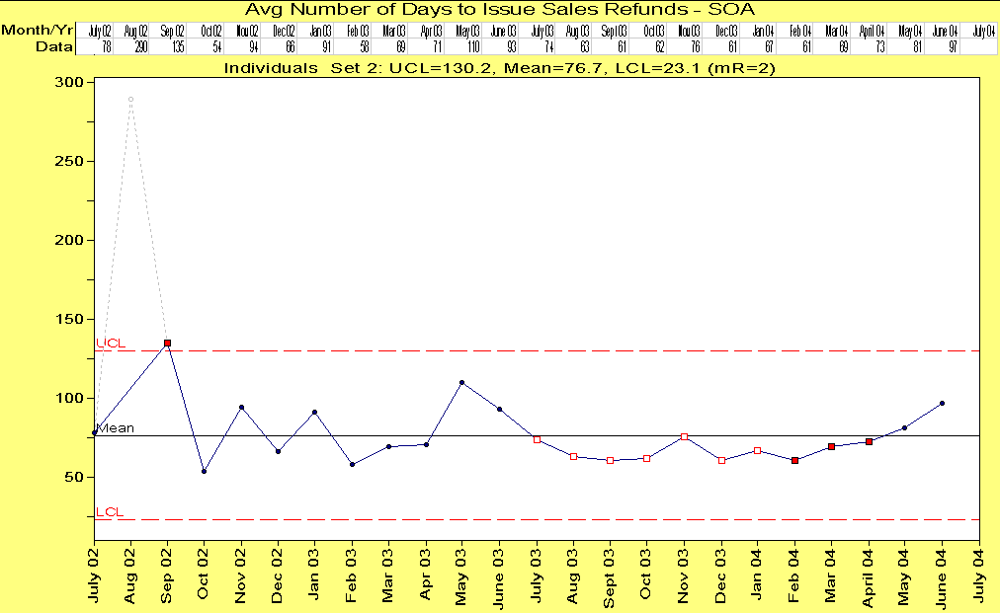 Avg Number of Days to Issue Sales Refunds - SOA
Month/Yr July 02 Aug 02 Sep 02 Oct 02 Nov 02 Dec 02 Jan 03 Feb 03 Mar 03 Apr 03 May 03 June 03 July 03 Aug 03 Sept 03 Oct 03 Nov 03 Dec 03 Jan 04 Feb 04 Mar 04 April 04 May 04 June 04 July 04
Data 78 290 135 54 94 66 91 58 69 71 110 93 74 63 61 62 76 61 67 61 69 73 81 97
Individuals Set 2: UCL=130.2, Mean=76.7, LCL=23.1 (mR=2)
300
250
200
150
UCL
100
Mean
50
LCL
July 02 Aug 02 Sep 02 Oct 02 Nov 02 Dec 02 Jan 03 Feb 03 Mar 03 Apr 03 May 03 June 03 July 03 Aug 03 Sept 03 Oct 03 Nov 03 Dec 03 Jan 04 Feb 04 Mar 04 April 04 May 04 June 04 July 04